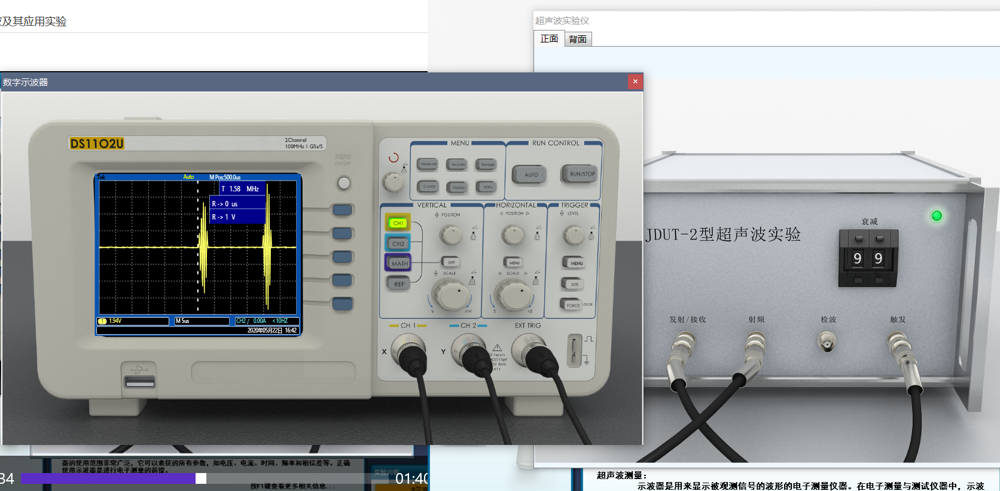 及其应用实验
超声波实验仪
正面
背面
数字示波器
×
DS1102U
2Channel
100MHz 1 GSa/S
MENU
ON/OFF
Tek
Auto
M Pos:500.0us
T 1.58 MHz
R -> 0 us
R -> 1 V
1 1.94V
M 5us
CH2 0.00A <10HZ
2020年05月22日 16:42
MENU
Measure
Acquire
Storage
Cursor
Display
Utility
RUN CONTROL
AUTO
RUN/STOP
VERTICAL
POSITION
CH1
CH2
MATH
REF
OFF
SCALE
V
mV
HORIZONTAL
POSITION
MENU
SCALE
S
nS
TRIGGER
LEVEL
MENU
50%
FORCE
Local
CH 1
CH 2
EXT TRIG
X
Y
JDUT-2型超声波实验
衰减
9 9
发射/接收
射频
检波
触发
器的使用范围非常广泛，它可以表征的所有参数，如电压、电流、时间、频率和相位差等。正确
使用示波器是进行电子测量的前提。
按F1键查看更多相关信息...
34
01:40
超声波测量：
示波器是用来显示被观测信号的波形的电子测量仪器。在电子测量与测试仪器中，示波